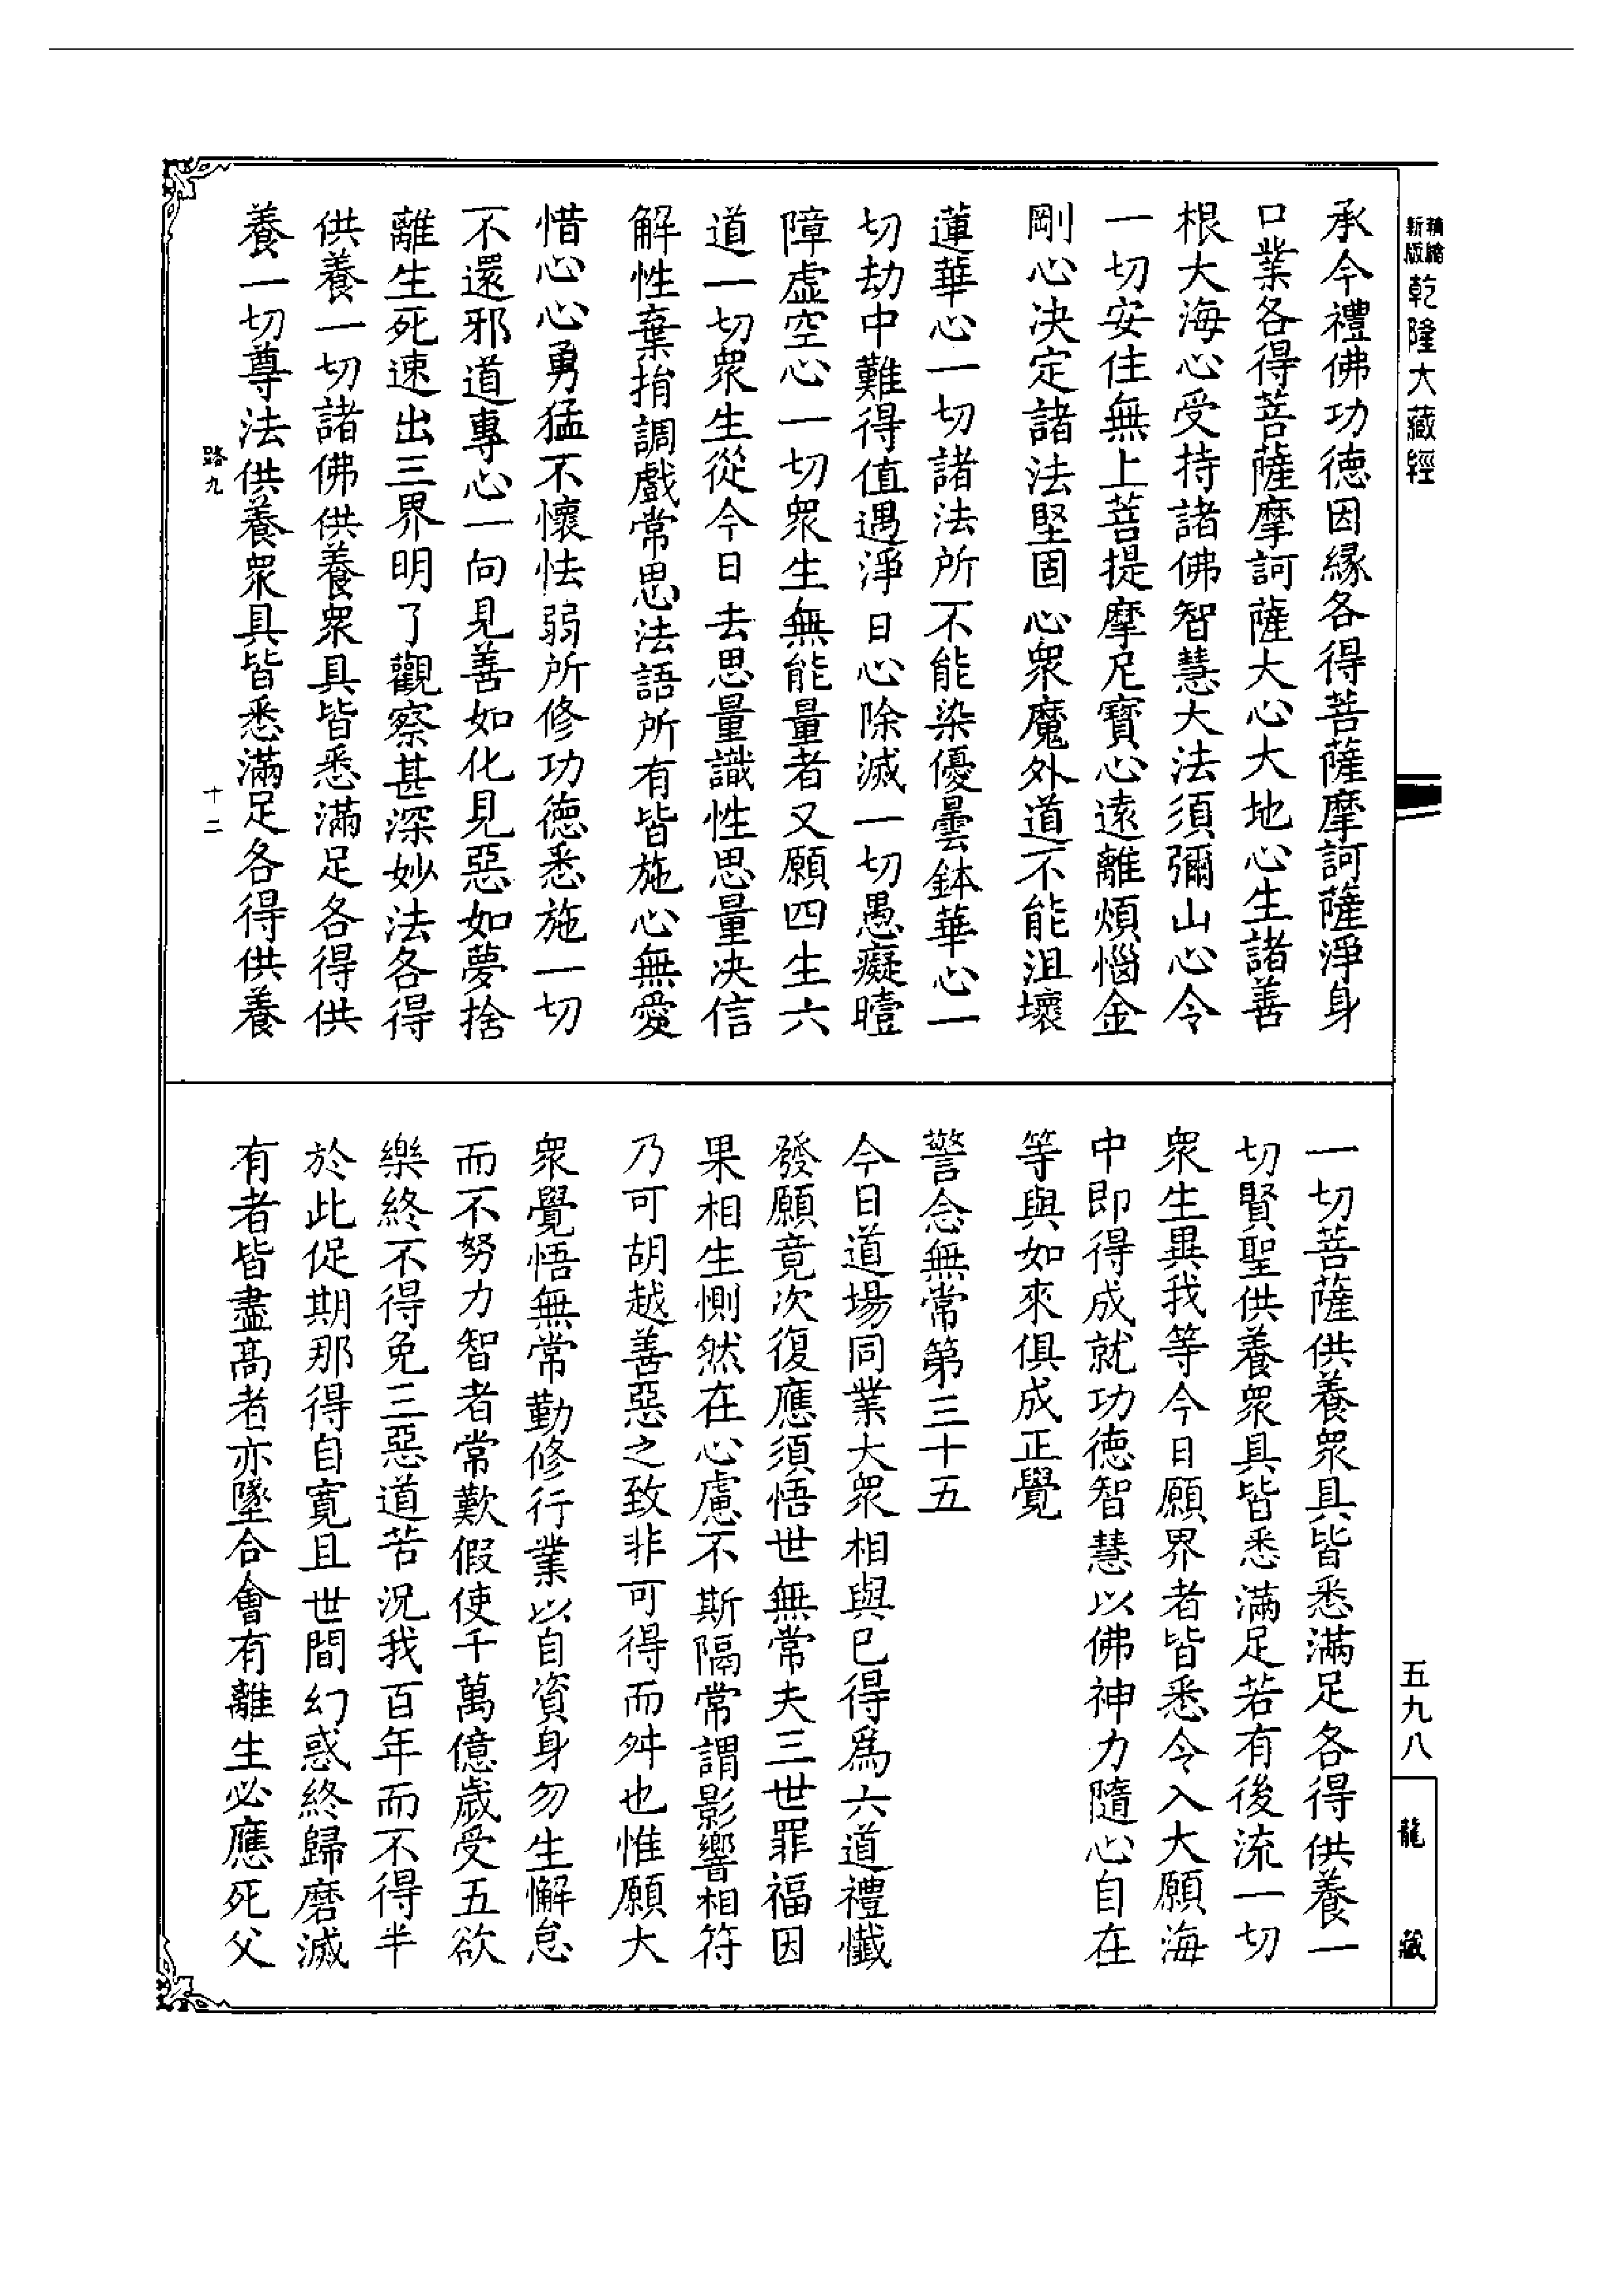 精繕新版
乾隆大藏經
承今禮佛功德因緣各得菩薩摩訶薩淨身
口業各得菩薩摩訶薩大心大地心生諸善
根大海心受持諸佛智慧大法須彌山心令
一切安住無上菩提摩尼寶心遠離煩惱金
剛心決定諸法堅固心衆魔外道不能沮壞
蓮華心一切諸法所不能染優曇鉢華心一
切劫中難得值遇淨日心除滅一切愚癡曀
障虛空心一切衆生無能量者又願四生六
道一切衆生從今日去思量識性思量决信
解性棄捐調戲常思法語所有皆施心無愛
惜心心勇猛不懷怯弱所修功德悉施一切
不還邪道專心一向見善如化見惡如夢捨
離生死速出三界明了觀察甚深妙法各得
供養一切諸佛供養衆具皆悉滿足各得供
養一切尊法供養衆具皆悉滿足各得供養
路九
十二
一切菩薩供養衆具皆悉滿足各得供養一
切賢聖供養衆具皆悉滿足若有後流一切
衆生異我等今日願界者皆悉令入大願海
中即得成就功德智慧以佛神力隨心自在
等與如來俱成正覺
警念無常第三十五
今日道場同業大衆相與已得爲六道禮懺
發願竟次復應須悟世無常夫三世罪福因
果相生惻然在心慮不斯隔常謂影響相符
乃可胡越善惡之致非可得而舛也惟願大
衆覺悟無常勤修行業以自資身勿生懈怠
而不努力智者常歎假使千萬億歲受五欲
樂終不得免三惡道苦況我百年而不得半
於此促期那得自寬且世間幻惑終歸磨滅
有者皆盡高者亦墜合會有離生必應死父
五九八
龍藏